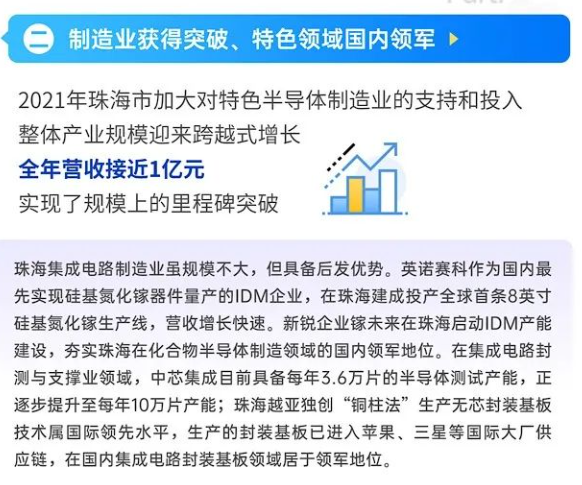 二 制造业获得突破、特色领域国内领军
2021年珠海市加大对特色半导体制造业的支持和投入
整体产业规模迎来跨越式增长
全年营收接近1亿元
实现了规模上的里程碑突破
珠海集成电路制造业虽规模不大，但具备后发优势。英诺赛科作为国内最
先实现硅基氮化镓器件量产的IDM企业，在珠海建成投产全球首条8英寸
硅基氮化镓生产线，营收增长快速。新锐企业镓未来在珠海启动IDM产能
建设，夯实珠海在化合物半导体制造领域的国内领军地位。在集成电路封
测与支撑业领域，中芯集成目前具备每年3.6万片的半导体测试产能，正
逐步提升至每年10万片产能；珠海越亚独创“铜柱法”生产无芯封装基板
技术属国际领先水平，生产的封装基板已进入苹果、三星等国际大厂供
应链，在国内集成电路封装基板领域居于领军地位。